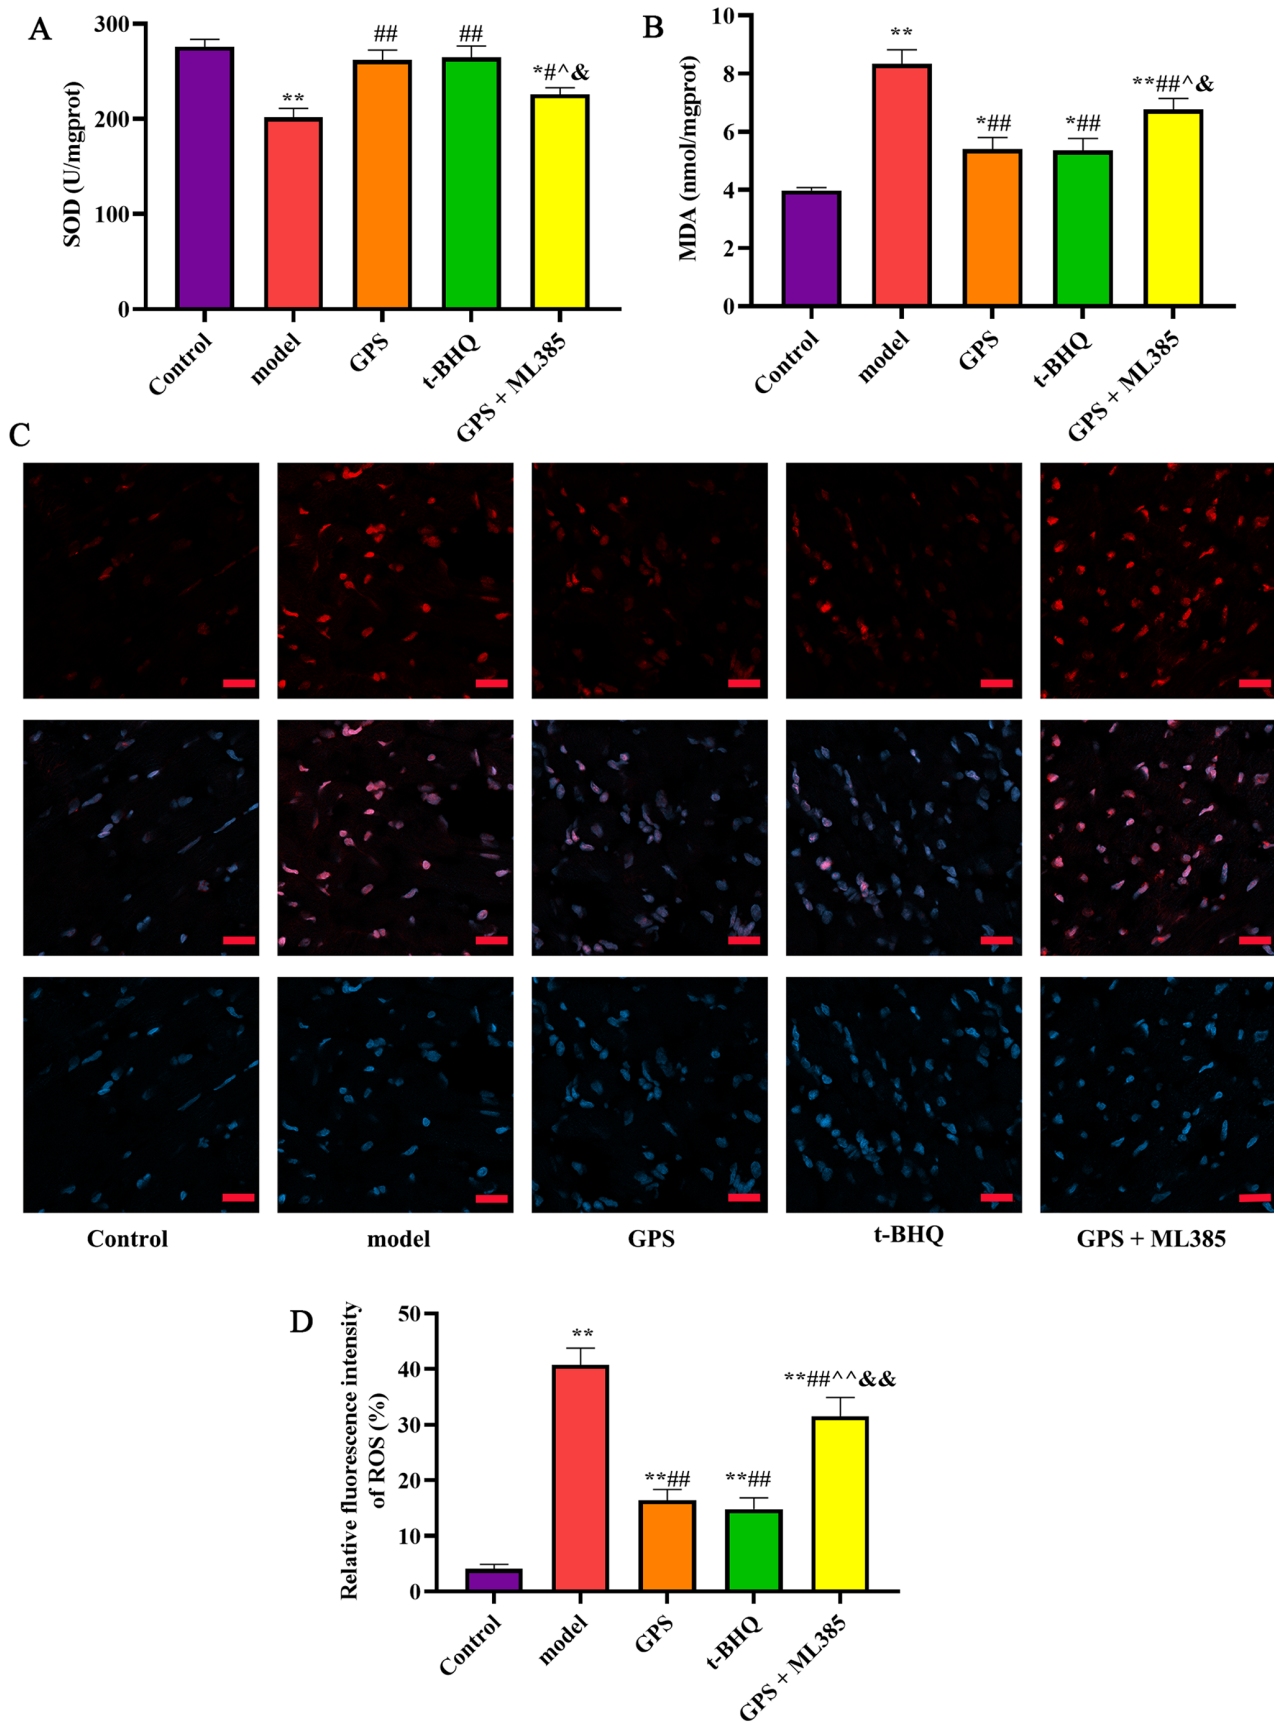 A
SOD (U/mgprot)
300
200
100
0
**
##
##
*#^&
Control
model
GPS
t-BHQ
GPS + ML385
B
MDA (nmol/mgprot)
10
8
6
4
2
0
**
*##
*##
**##^&
Control
model
GPS
t-BHQ
GPS + ML385
C
Control
model
GPS
t-BHQ
GPS + ML385
D
Relative fluorescence intensity
of ROS (%)
50
40
30
20
10
0
**
**##
**##
**##^^&&
Control
model
GPS
t-BHQ
GPS + ML385